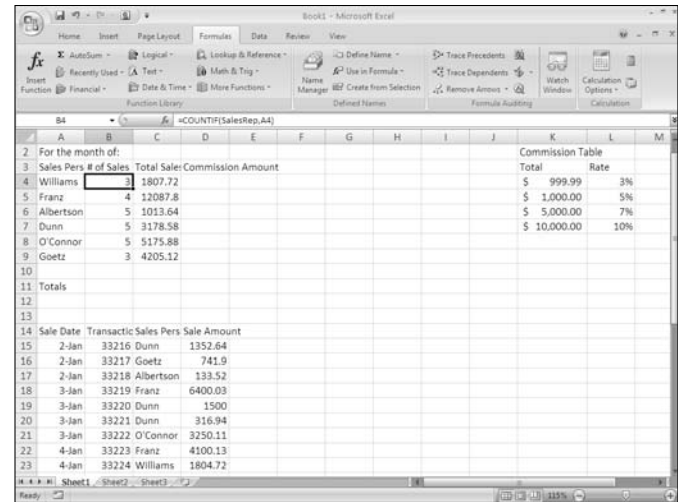 Book1 - Microsoft Excel
Home Insert Page Layout Formulas Data Review View
Σ AutoSum Logical Lookup & Reference Define Name Trace Precedents
Recently Used Text Math & Trig Use in Formula Trace Dependents
Financial Date & Time More Functions Create from Selection Remove Arrows
fx Insert Function Name Manager Watch Window Calculation Options
Function Library Defined Names Formula Auditing Calculation
B4 fx =COUNTIF(SalesRep,A4)
A B C D E F G H I J K L M
2 For the month of: Commission Table
3 Sales Pers # of Sales Total Sales Commission Amount Total Rate
4 Williams 3 1807.72 $ 999.99 3%
5 Franz 4 12087.8 $ 1,000.00 5%
6 Albertson 5 1013.64 $ 5,000.00 7%
7 Dunn 5 3178.58 $ 10,000.00 10%
8 O'Connor 5 5175.88
9 Goetz 3 4205.12
10
11 Totals
12
13
14 Sale Date Transactic Sales Pers Sale Amount
15 2-Jan 33216 Dunn 1352.64
16 2-Jan 33217 Goetz 741.9
17 2-Jan 33218 Albertson 133.52
18 3-Jan 33219 Franz 6400.03
19 3-Jan 33220 Dunn 1500
20 3-Jan 33221 Dunn 316.94
21 3-Jan 33222 O'Connor 3250.11
22 4-Jan 33223 Franz 4100.13
23 4-Jan 33224 Williams 1804.72
Sheet1 Sheet2 Sheet3
Ready 115%